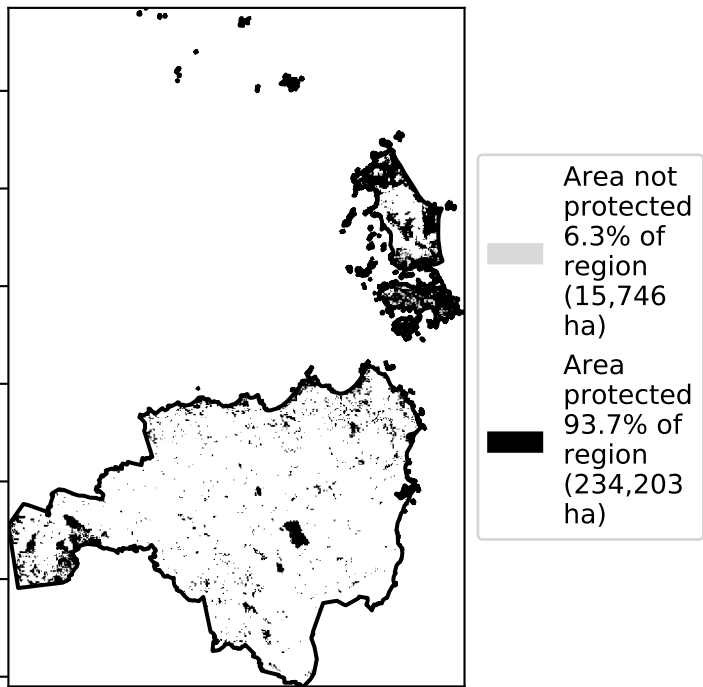 Area not
protected
6.3% of
region
(15,746
ha)
Area
protected
93.7% of
region
(234,203
ha)